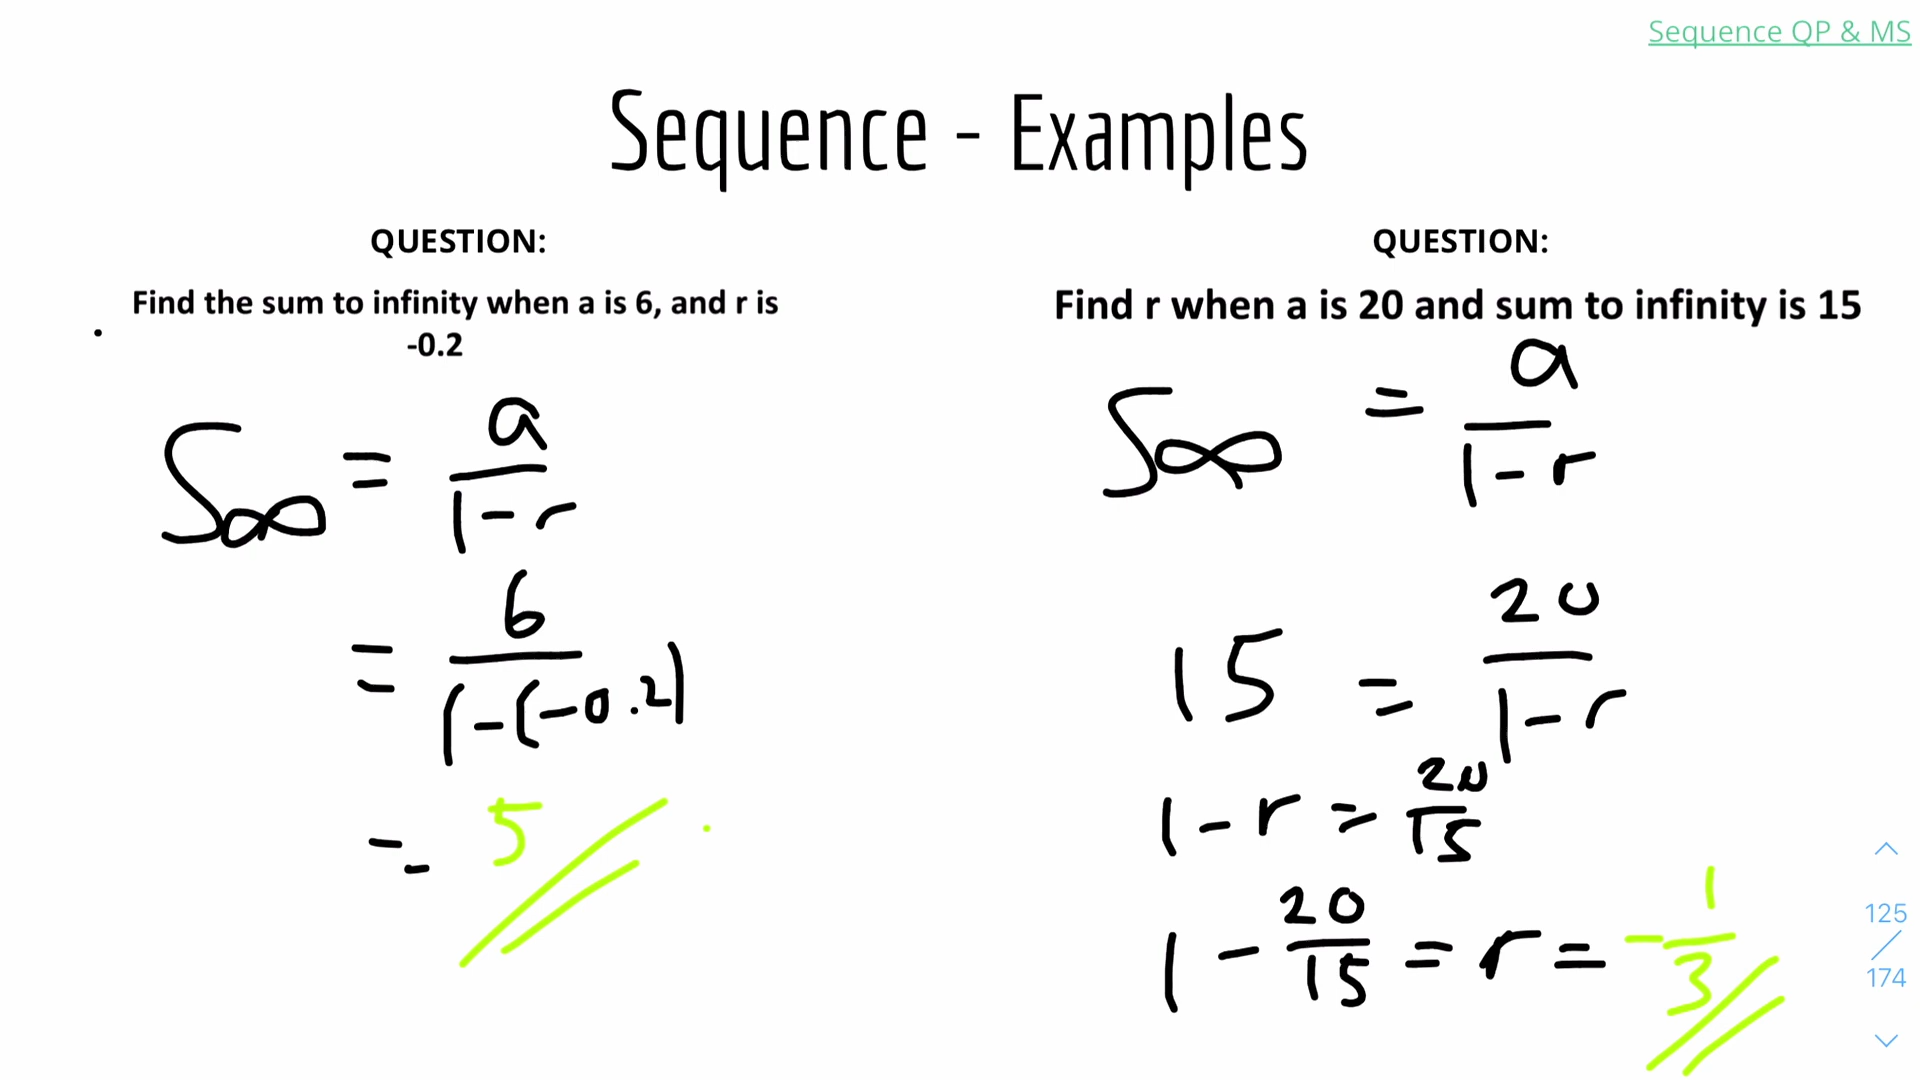 Sequence QP & MS
Sequence - Examples
QUESTION:
Find the sum to infinity when a is 6, and r is
-0.2
S∞ = a/(1-r)
= 6/(1-(-0.2))
= 5
QUESTION:
Find r when a is 20 and sum to infinity is 15
S∞ = a/(1-r)
15 = 20/(1-r)
1-r = 20/15
1 - 20/15 = r = -1/3
125
/
174